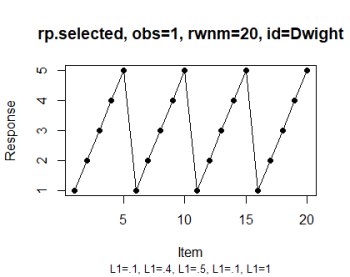 rp.selected, obs=1, rwnm=20, id=Dwight
Response
5
4
3
2
1
5 10 15 20
Item
L1=.1, L1=.4, L1=.5, L1=.1, L1=1